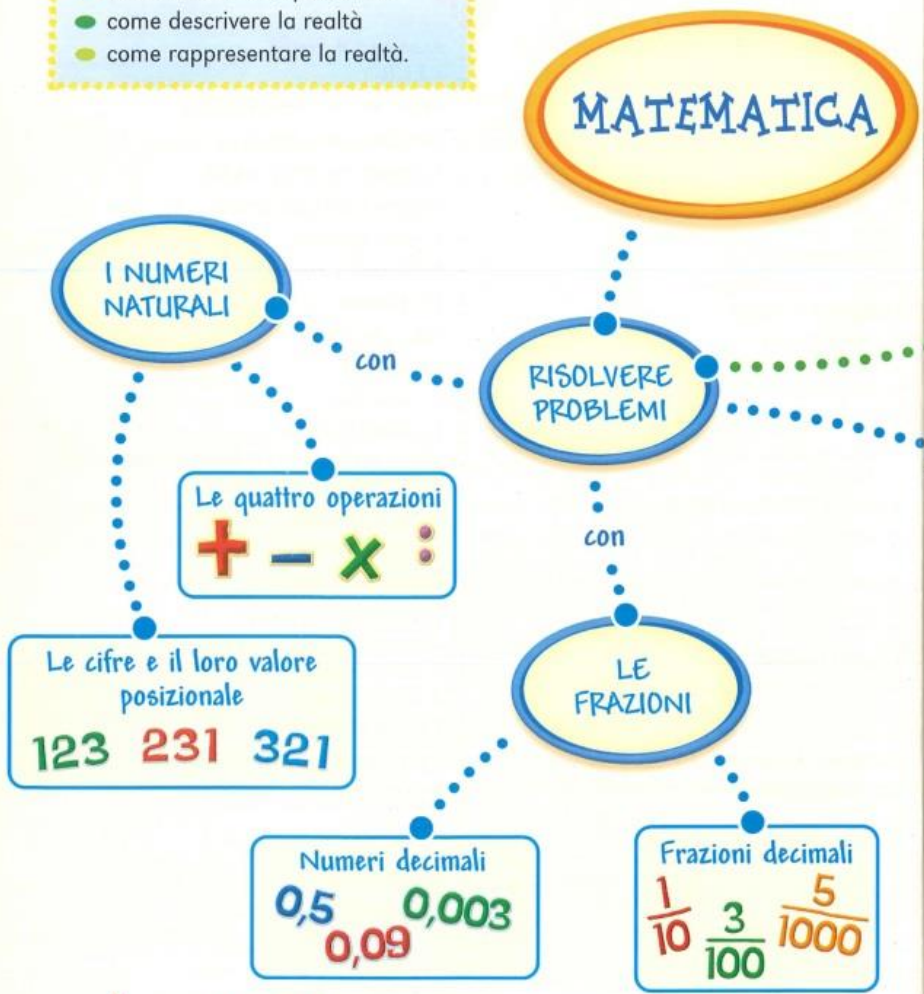 come descrivere la realtà
come rappresentare la realtà.
MATEMATICA
I NUMERI
NATURALI
con
RISOLVERE
PROBLEMI
Le quattro operazioni
+ – x :
con
Le cifre e il loro valore
posizionale
123 231 321
LE
FRAZIONI
Numeri decimali
0,5 0,09 0,003
Frazioni decimali
1/10 3/100 5/1000